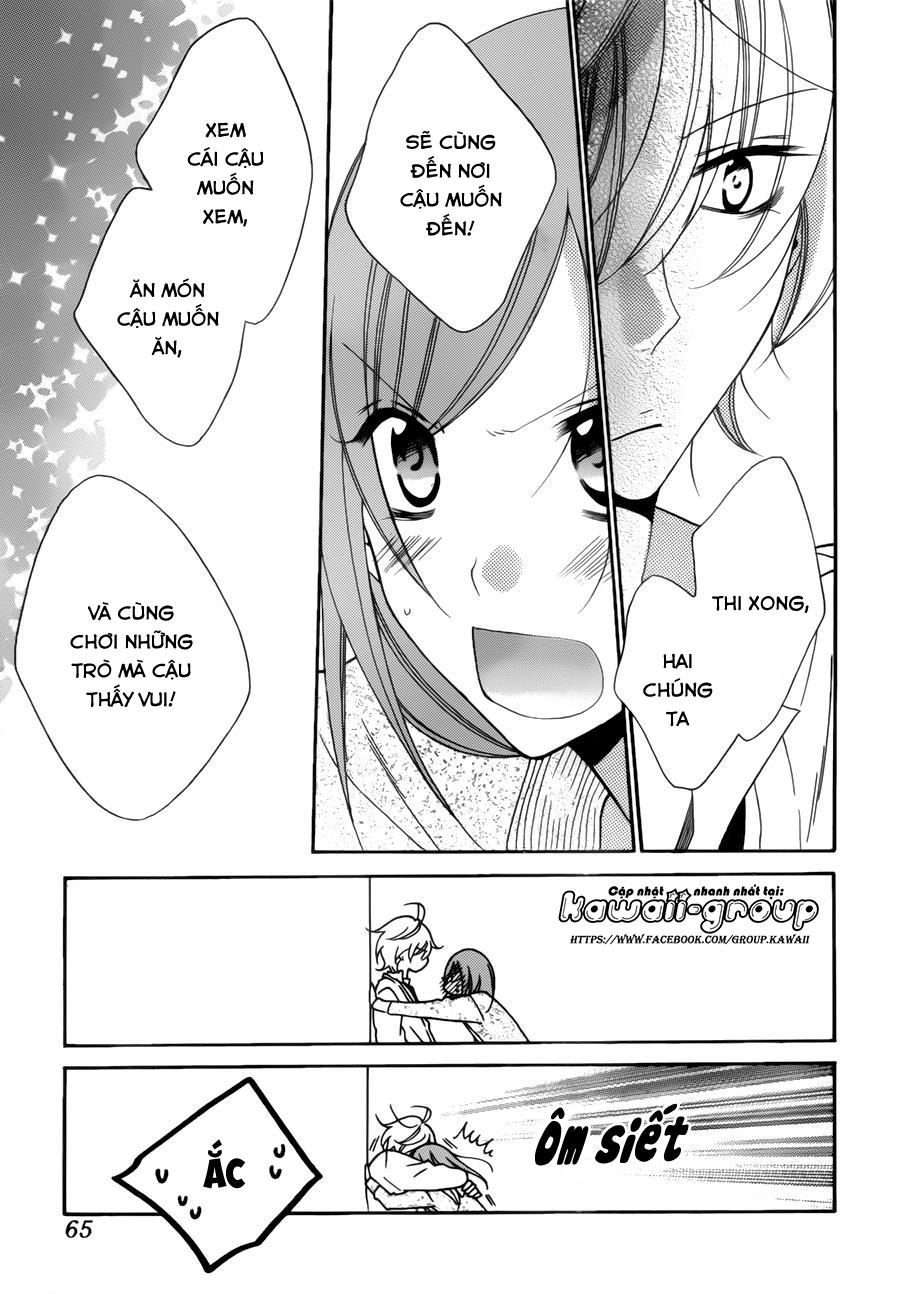 THI XONG,
HAI
CHÚNG
TA
SẼ CÙNG
ĐẾN NƠI
CẬU MUỐN
ĐẾN!
XEM
CÁI CẬU
MUỐN
XEM,
ĂN MÓN
CẬU MUỐN
ĂN,
VÀ CÙNG
CHƠI NHỮNG
TRÒ MÀ CẬU
THẤY VUI!
Cập nhật nhanh nhất tại:
kawaii-group
HTTPS://WWW.FACEBOOK.COM/GROUP.KAWAII
Ôm siết
ẮC
65